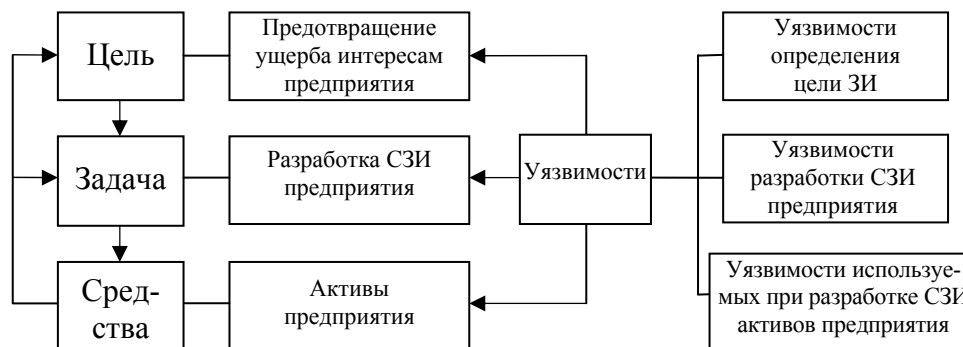 Цель
Предотвращение
ущерба интересам
предприятия
Уязвимости
определения
цели ЗИ
Задача
Разработка СЗИ
предприятия
Уязвимости
Уязвимости
разработки СЗИ
предприятия
Сред-
ства
Активы
предприятия
Уязвимости используе-
мых при разработке СЗИ
активов предприятия